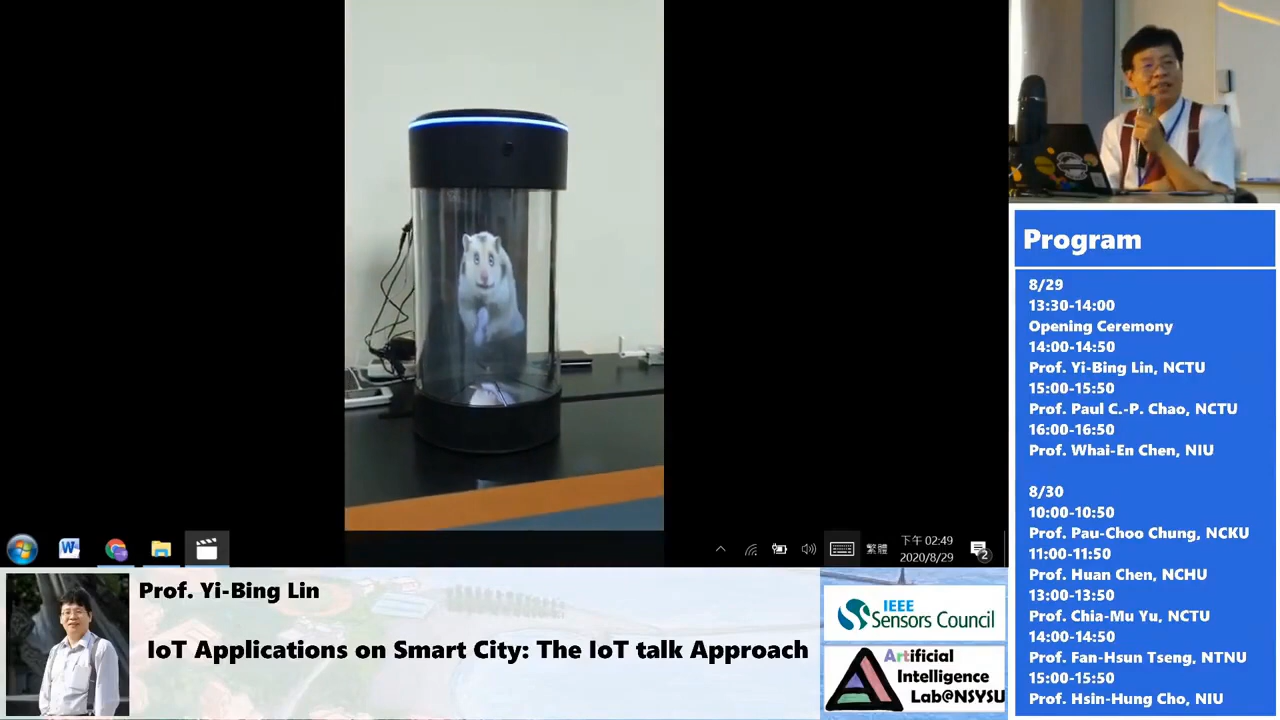 Program
8/29
13:30-14:00
Opening Ceremony
14:00-14:50
Prof. Yi-Bing Lin, NCTU
15:00-15:50
Prof. Paul C.-P. Chao, NCTU
16:00-16:50
Prof. Whai-En Chen, NIU
8/30
10:00-10:50
Prof. Pau-Choo Chung, NCKU
11:00-11:50
Prof. Huan Chen, NCHU
13:00-13:50
Prof. Chia-Mu Yu, NCTU
14:00-14:50
Prof. Fan-Hsun Tseng, NTNU
15:00-15:50
Prof. Hsin-Hung Cho, NIU
W
繁體
下午 02:49
2020/8/29
2
Prof. Yi-Bing Lin
IoT Applications on Smart City: The IoT talk Approach
IEEE
Sensors Council
Artificial
Intelligence
Lab@NSYSU